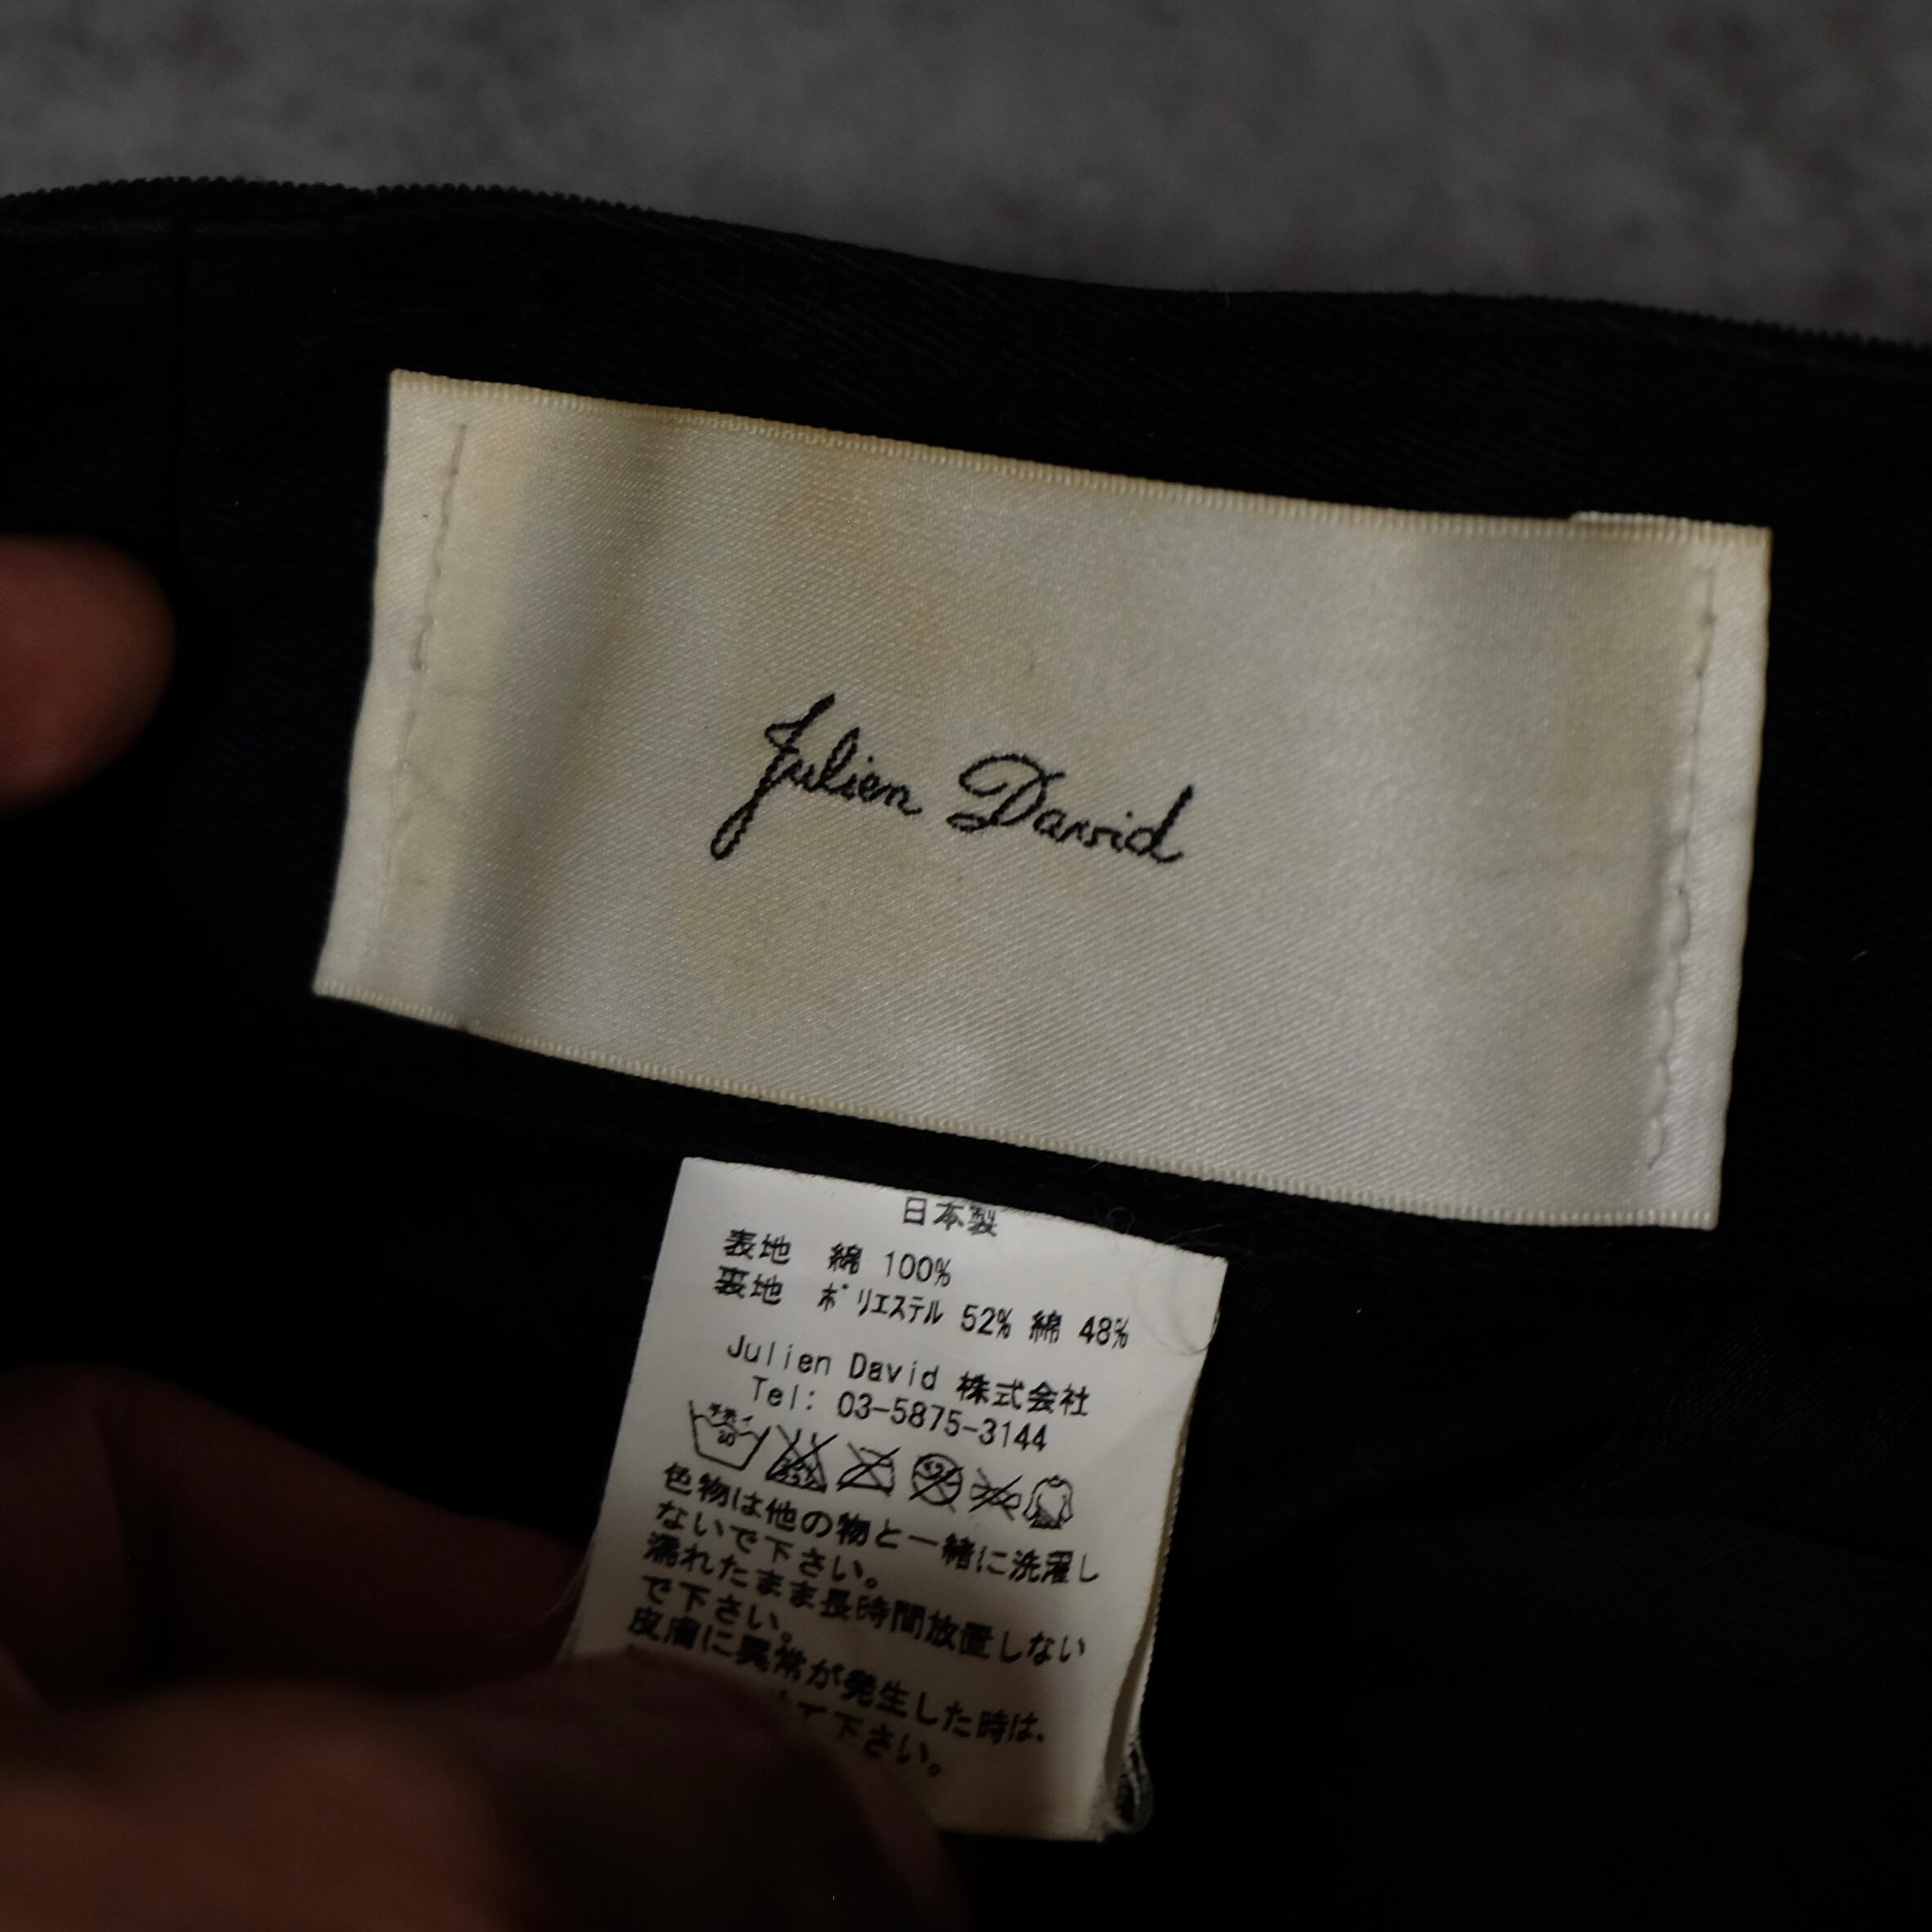 Julien David
日本製
表地 綿 100%
裏地 ポリエステル 52% 綿 48%
Julien David 株式会社
Tel: 03-5875-3144
色物は他の物と一緒に洗濯し
ないで下さい。
濡れたまま長時間放置しない
で下さい。
皮膚に異常が発生した時は、
て下さい。